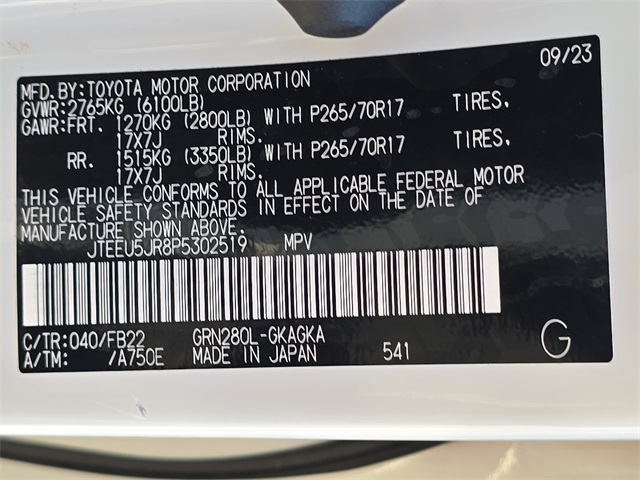 09/23
MFD.BY:TOYOTA MOTOR CORPORATION
GVWR:2765KG (6100LB)
GAWR:FRT. 1270KG (2800LB) WITH P265/70R17 TIRES,
17X7J RIMS.
RR. 1515KG (3350LB) WITH P265/70R17 TIRES,
17X7J RIMS.
THIS VEHICLE CONFORMS TO ALL APPLICABLE FEDERAL MOTOR
VEHICLE SAFETY STANDARDS IN EFFECT ON THE DATE OF
MANUFACTURE SHOWN ABOVE.
JTEEU5JR8P5302519 MPV
C/TR:040/FB22 GRN280L-GKAGKA
A/TM: /A750E MADE IN JAPAN 541 G